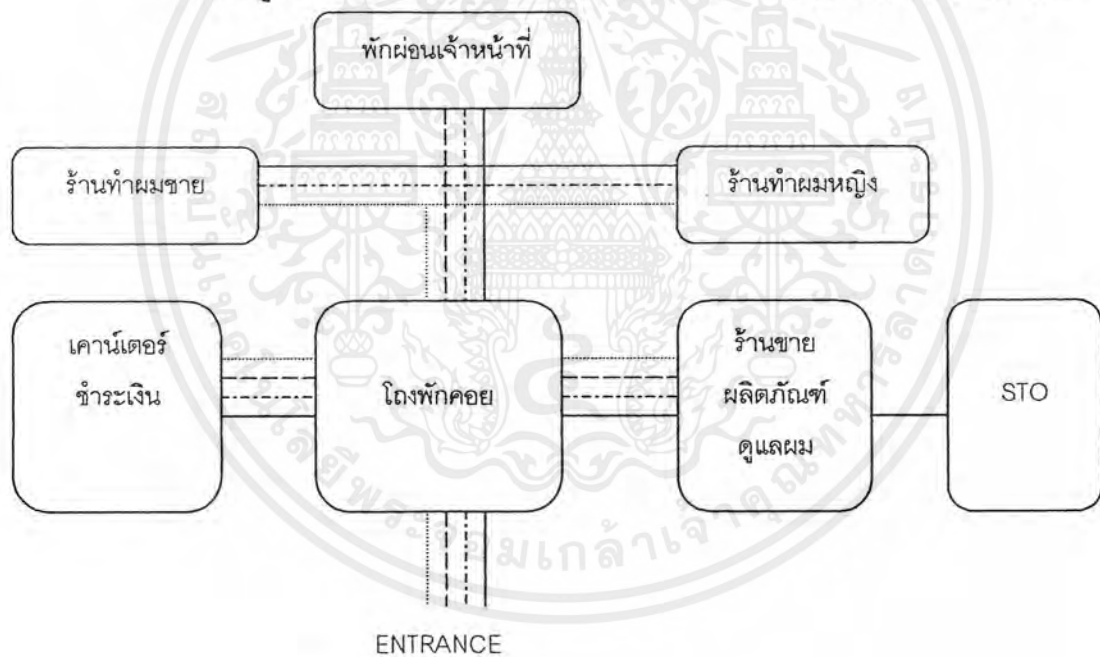 พักผ่อนเจ้าหน้าที่
ร้านทำผมชาย
ร้านทำผมหญิง
เคาน์เตอร์
ชำระเงิน
โถงพักคอย
ร้านขาย
ผลิตภัณฑ์
ดูแลผม
STO
ENTRANCE